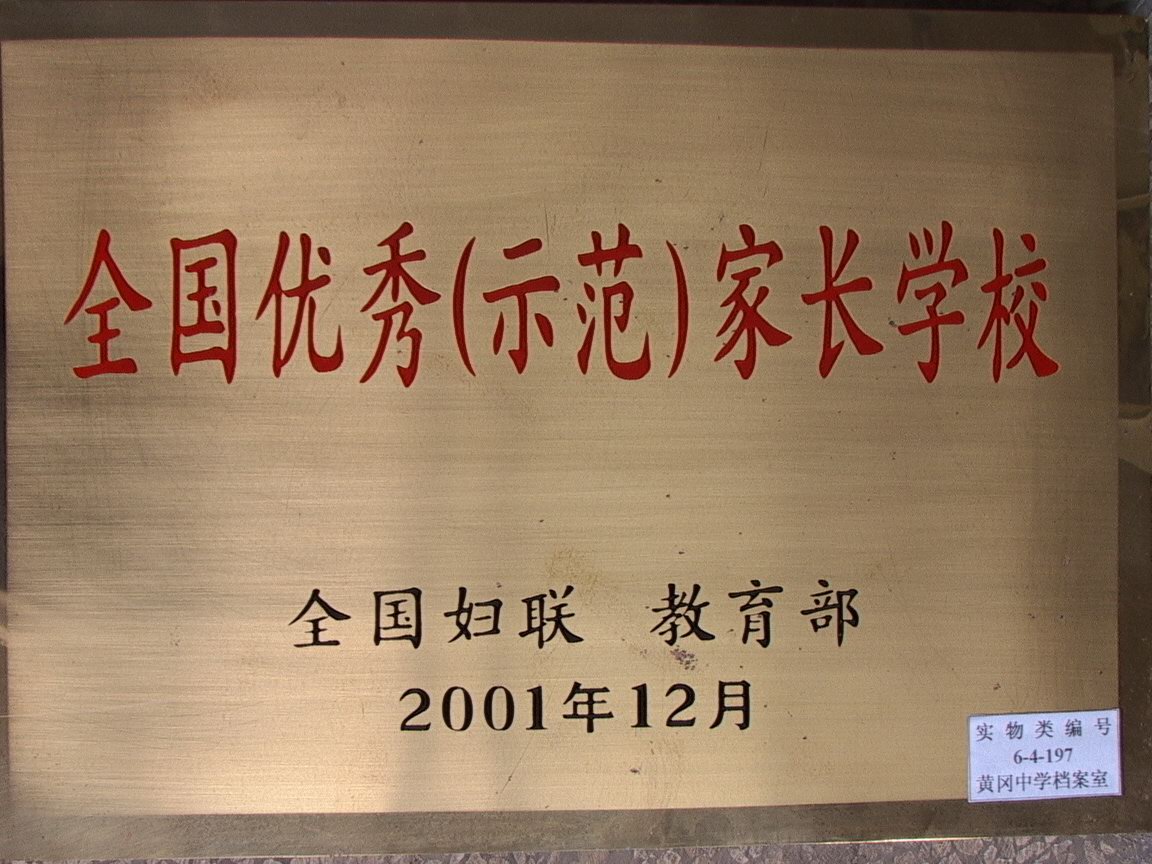 全国优秀(示范)家长学校
全国妇联 教育部
2001年12月
实物类编号
6-4-197
黄冈中学档案室